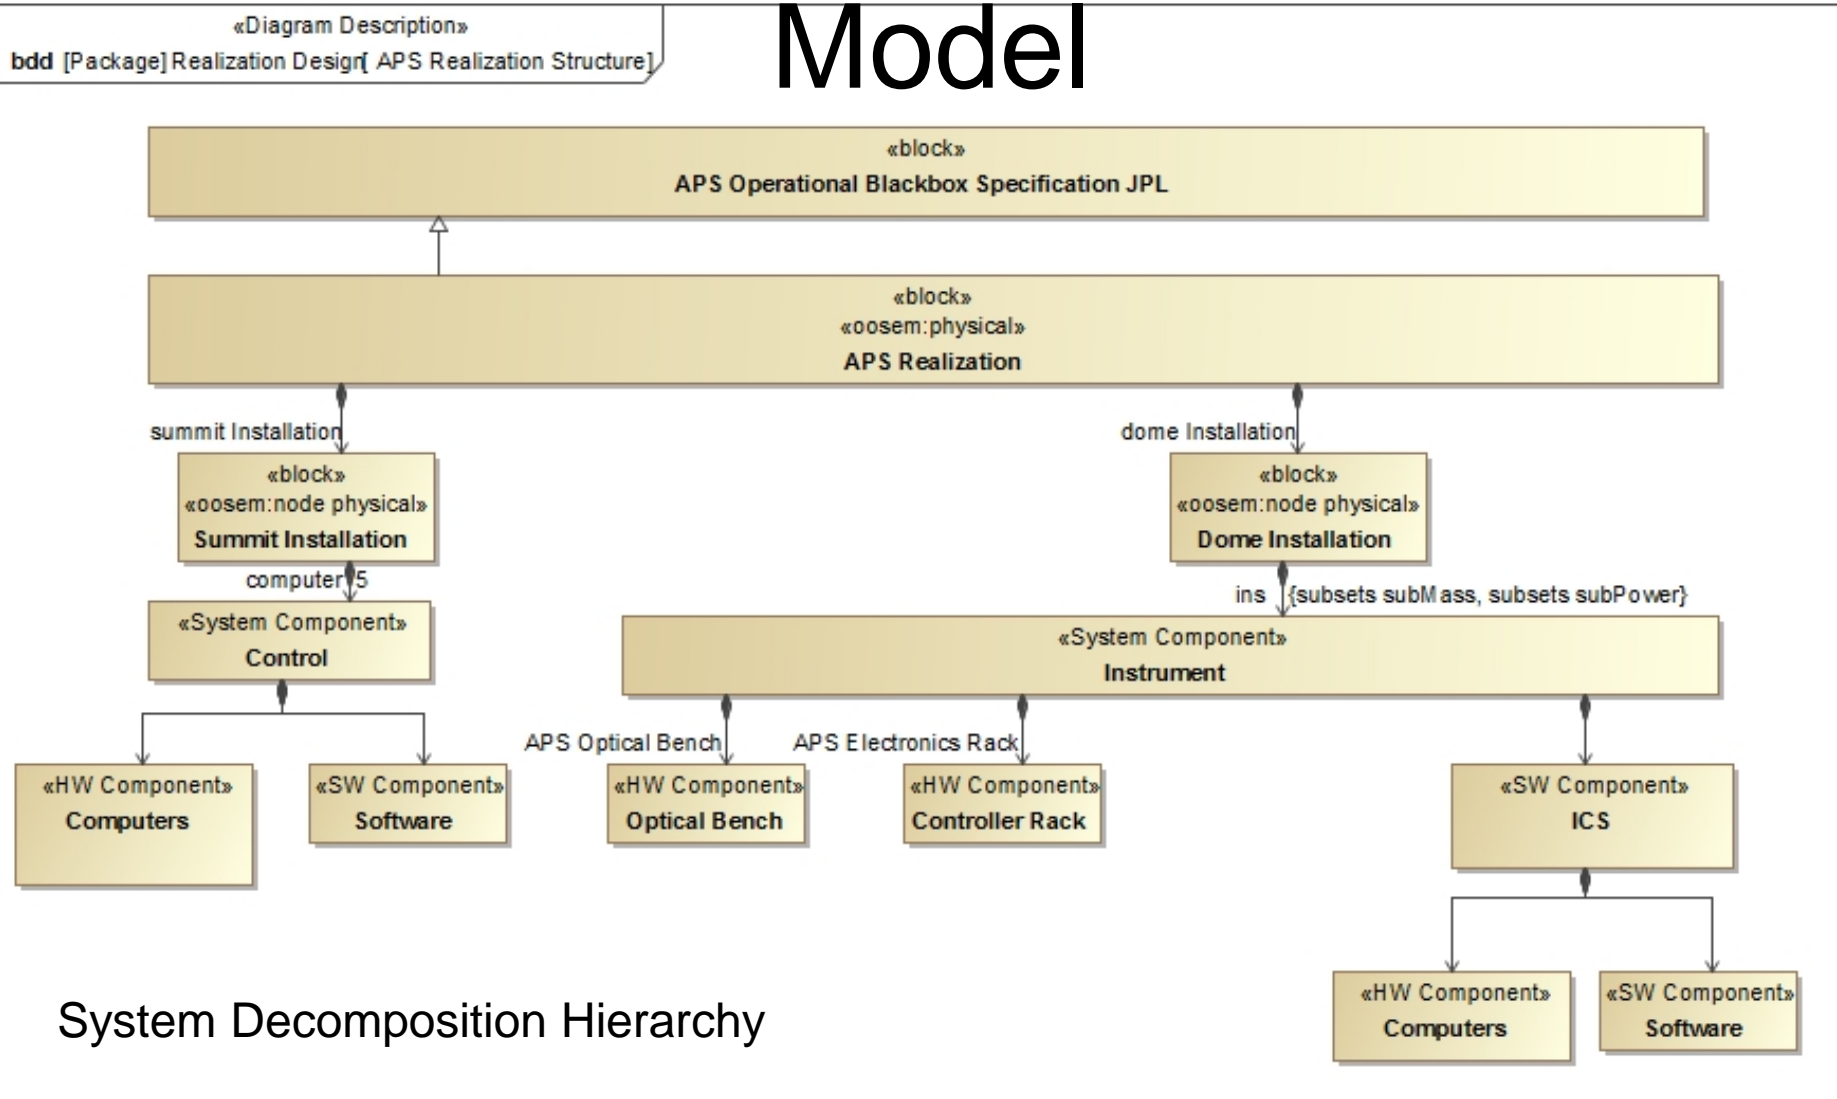 Model
«Diagram Description»
bdd [Package] Realization Design[ APS Realization Structure]
«block»
APS Operational Blackbox Specification JPL
«block»
«oosem:physical»
APS Realization
summit Installation
dome Installation
«block»
«oosem:node physical»
Summit Installation
«block»
«oosem:node physical»
Dome Installation
computer 5
ins {subsets subMass, subsets subPower}
«System Component»
Control
«System Component»
Instrument
APS Optical Bench
APS Electronics Rack
«HW Component»
Computers
«SW Component»
Software
«HW Component»
Optical Bench
«HW Component»
Controller Rack
«SW Component»
ICS
«HW Component»
Computers
«SW Component»
Software
System Decomposition Hierarchy